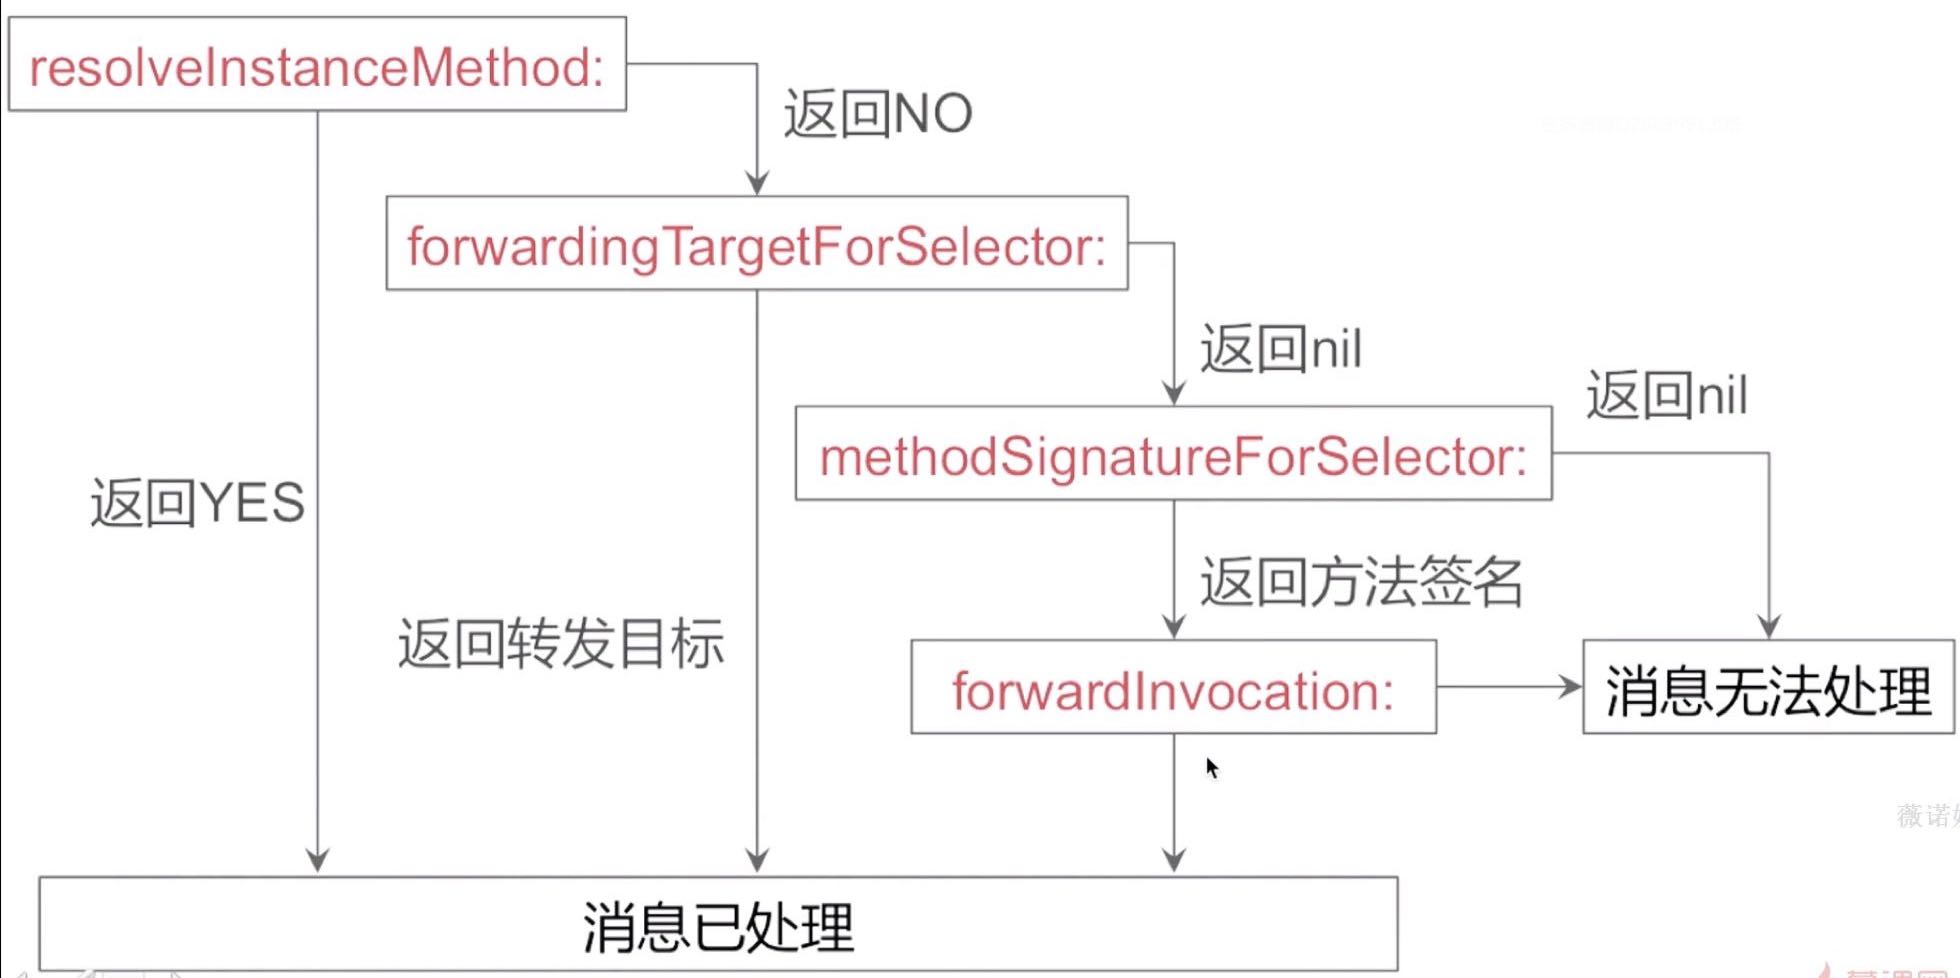 resolveInstanceMethod:
返回NO
forwardingTargetForSelector:
返回nil
返回nil
methodSignatureForSelector:
返回YES
返回方法签名
返回转发目标
forwardInvocation:
消息无法处理
薇诺
消息已处理